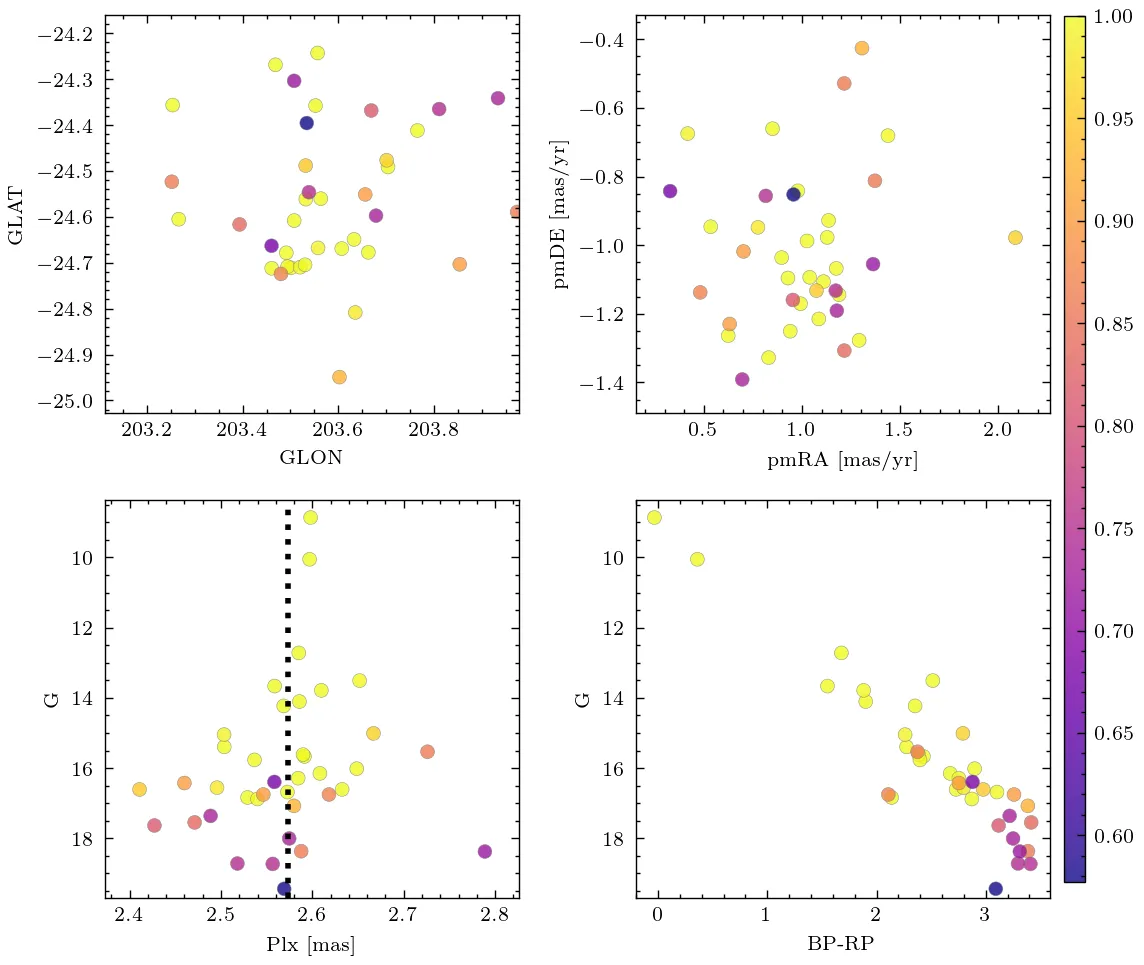 −24.2
−24.3
−24.4
−24.5
−24.6
−24.7
−24.8
−24.9
−25.0
GLAT
203.2 203.4 203.6 203.8
GLON
−0.4
−0.6
−0.8
−1.0
−1.2
−1.4
pmDE [mas/yr]
0.5 1.0 1.5 2.0
pmRA [mas/yr]
10
12
14
16
18
G
2.4 2.5 2.6 2.7 2.8
Plx [mas]
10
12
14
16
18
G
0 1 2 3
BP-RP
1.00
0.95
0.90
0.85
0.80
0.75
0.70
0.65
0.60